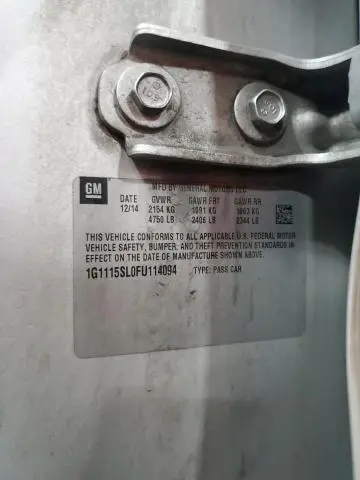 GM
MFD BY GENERAL MOTORS LLC
DATE GVWR GAWR FRT GAWR RR
12/14 2154 KG 1091 KG 1063 KG
4750 LB 2406 LB 2344 LB
THIS VEHICLE CONFORMS TO ALL APPLICABLE U.S. FEDERAL MOTOR
VEHICLE SAFETY, BUMPER, AND THEFT PREVENTION STANDARDS IN
EFFECT ON THE DATE OF MANUFACTURE SHOWN ABOVE.
1G1115SL0FU114094 TYPE: PASS CAR